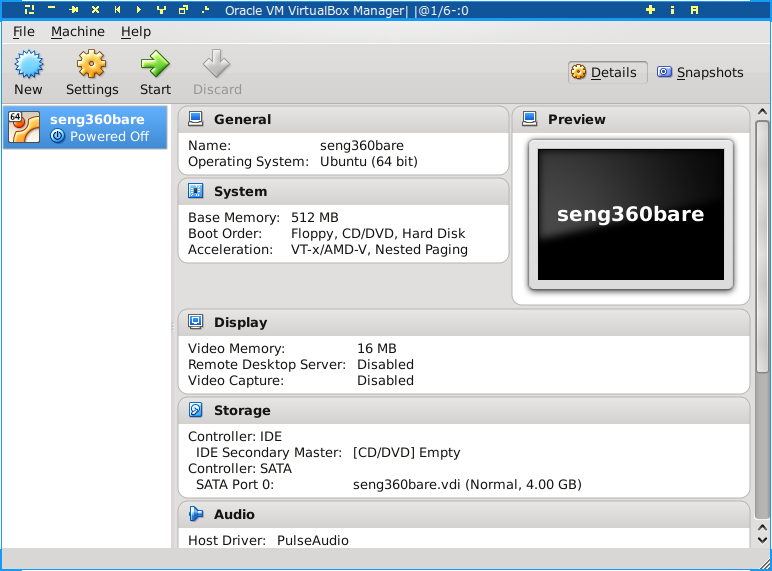 Oracle VM VirtualBox Manager| |@1/6-:0
File Machine Help
New Settings Start Discard Details Snapshots
64 seng360bare
Powered Off
General
Name: seng360bare
Operating System: Ubuntu (64 bit)
System
Base Memory: 512 MB
Boot Order: Floppy, CD/DVD, Hard Disk
Acceleration: VT-x/AMD-V, Nested Paging
Preview
seng360bare
Display
Video Memory: 16 MB
Remote Desktop Server: Disabled
Video Capture: Disabled
Storage
Controller: IDE
IDE Secondary Master: [CD/DVD] Empty
Controller: SATA
SATA Port 0: seng360bare.vdi (Normal, 4.00 GB)
Audio
Host Driver: PulseAudio